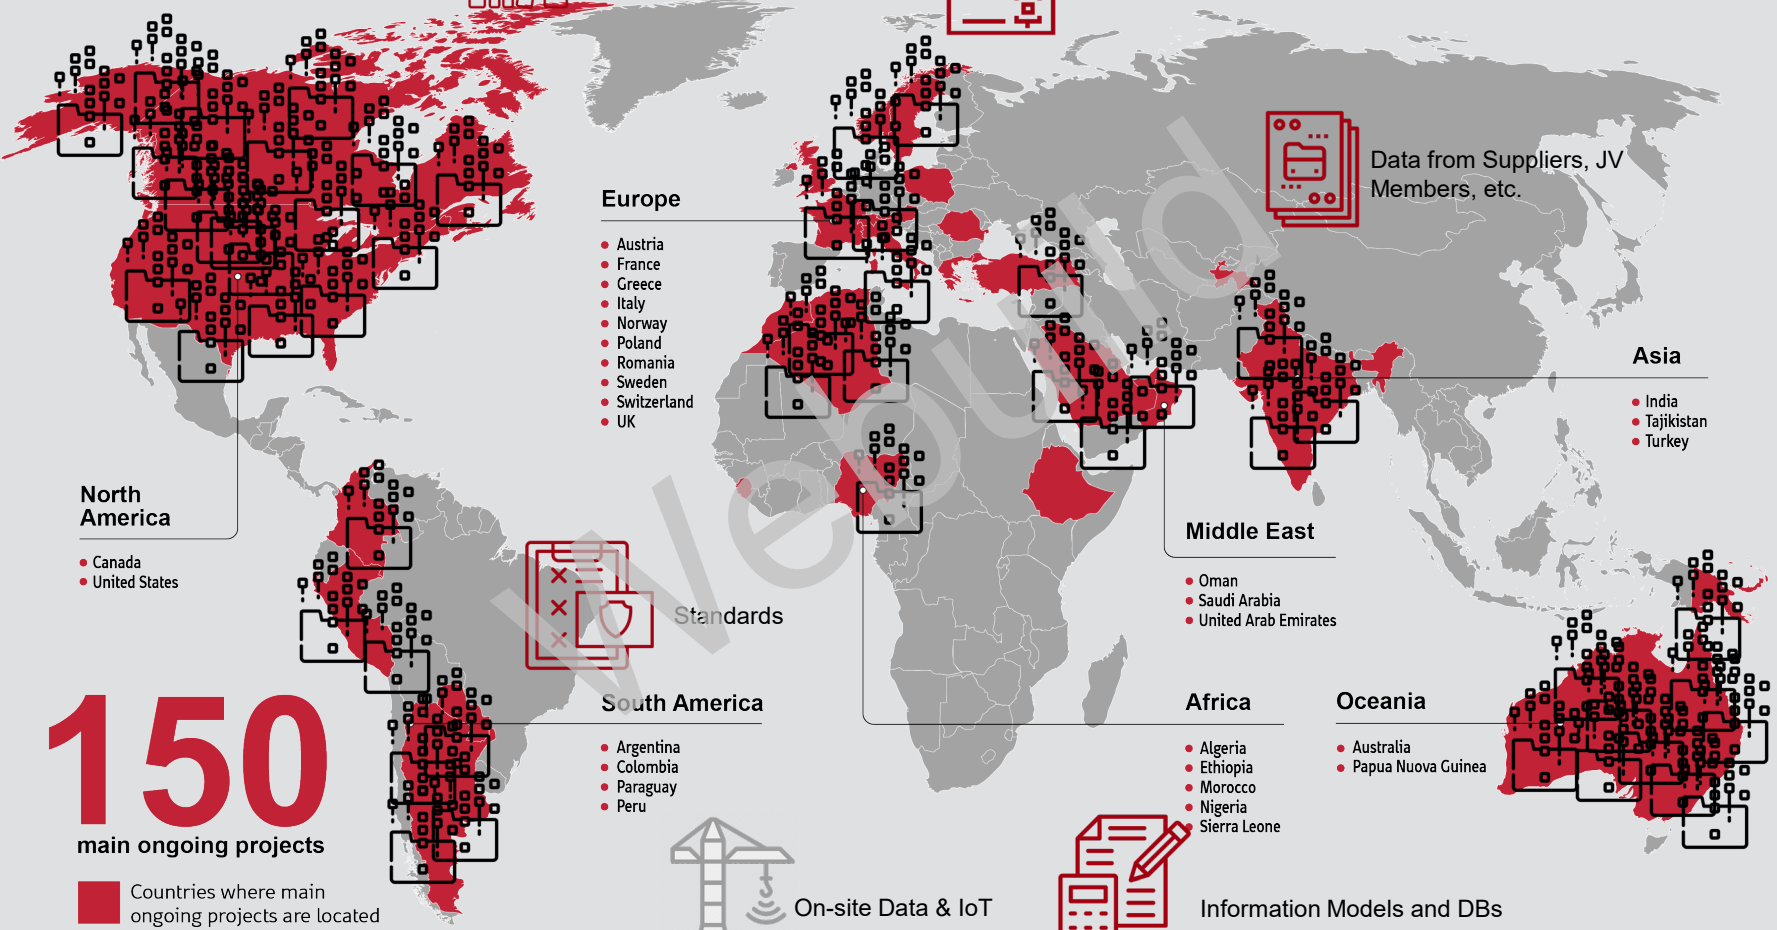 Data from Suppliers, JV
Members, etc.
Europe
Austria
France
Greece
Italy
Norway
Poland
Romania
Sweden
Switzerland
UK
Asia
India
Tajikistan
Turkey
North
America
Canada
United States
Middle East
Oman
Saudi Arabia
United Arab Emirates
Standards
South America
Argentina
Colombia
Paraguay
Peru
Africa
Algeria
Ethiopia
Morocco
Nigeria
Sierra Leone
Oceania
Australia
Papua Nuova Guinea
150
main ongoing projects
Countries where main
ongoing projects are located
On-site Data & IoT
Information Models and DBs
Webuild